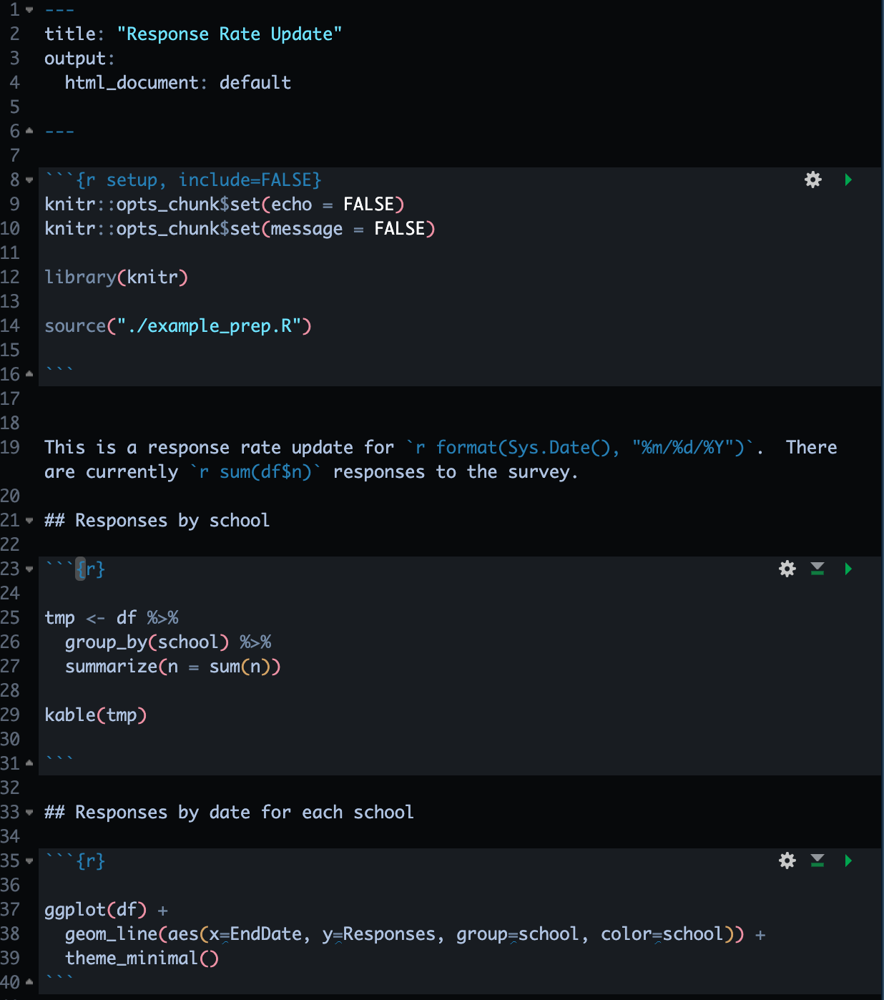 1 ---
2 title: "Response Rate Update"
3 output:
4   html_document: default
5
6 ---
7
8 ```{r setup, include=FALSE}
9 knitr::opts_chunk$set(echo = FALSE)
10 knitr::opts_chunk$set(message = FALSE)
11
12 library(knitr)
13
14 source("./example_prep.R")
15
16 ```
17
18
19 This is a response rate update for `r format(Sys.Date(), "%m/%d/%Y")`.  There
are currently `r sum(df$n)` responses to the survey.
20
21 ## Responses by school
22
23 ```{r}
24
25 tmp <- df %>%
26   group_by(school) %>%
27   summarize(n = sum(n))
28
29 kable(tmp)
30
31 ```
32
33 ## Responses by date for each school
34
35 ```{r}
36
37 ggplot(df) +
38   geom_line(aes(x=EndDate, y=Responses, group=school, color=school)) +
39   theme_minimal()
40 ```